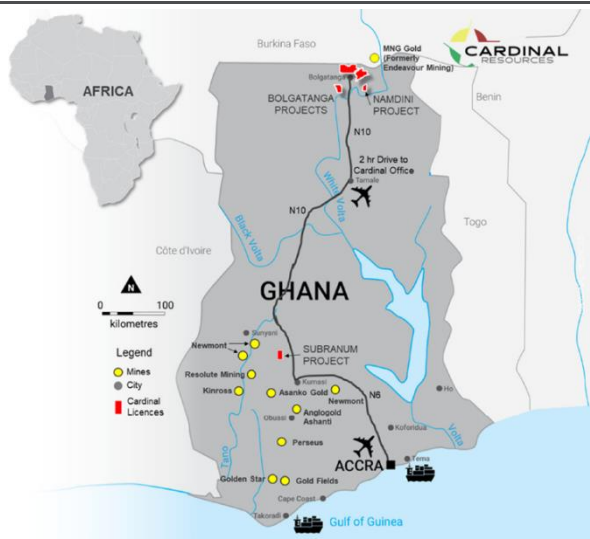 Burkina Faso
MNG Gold
(Formerly
Endeavour Mining)
CARDINAL
RESOURCES
AFRICA
Bolgatanga
BOLGATANGA
PROJECTS
NAMDINI
PROJECT
Benin
N10
2 hr Drive to
Cardinal Office
Tamale
White Volta
N10
Black Volta
Togo
Côte d'Ivoire
N
0 100
kilometres
GHANA
Legend
Mines
City
Cardinal
Licences
Sunyani
Newmont
SUBRANUM
PROJECT
Resolute Mining
Kinross
Kumasi
Asanko Gold
Newmont
N6
Ho
Obuasi
Anglogold
Ashanti
Koforidua
Volta
Perseus
Tano
ACCRA
Tema
Golden Star
Gold Fields
Cape Coast
Takoradi
Gulf of Guinea